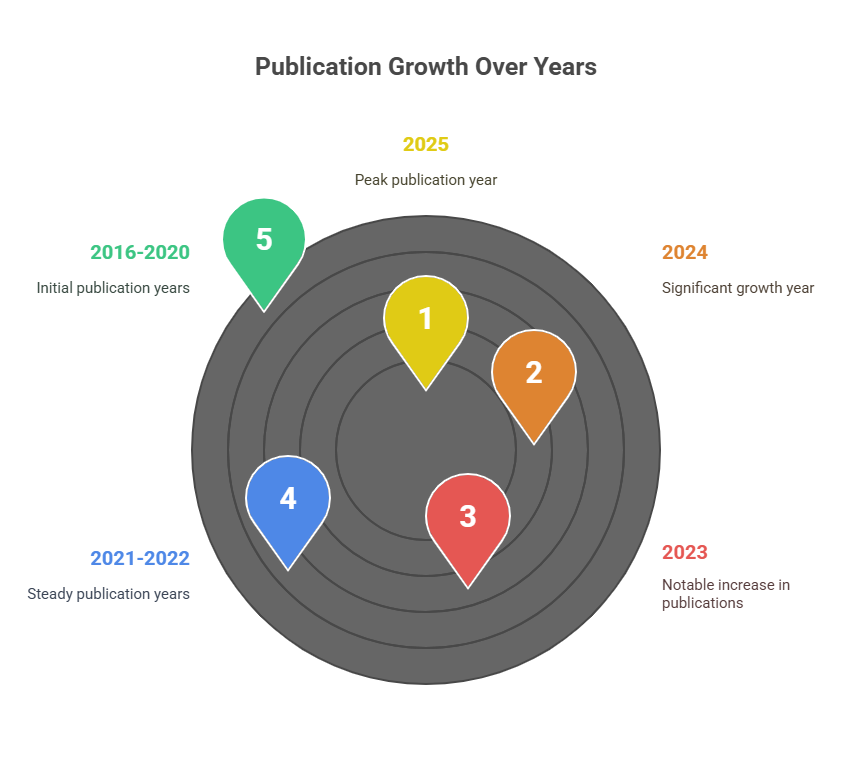 Publication Growth Over Years
2025
Peak publication year
2016-2020
Initial publication years
5
2024
Significant growth year
1
2
4
3
2021-2022
Steady publication years
2023
Notable increase in
publications